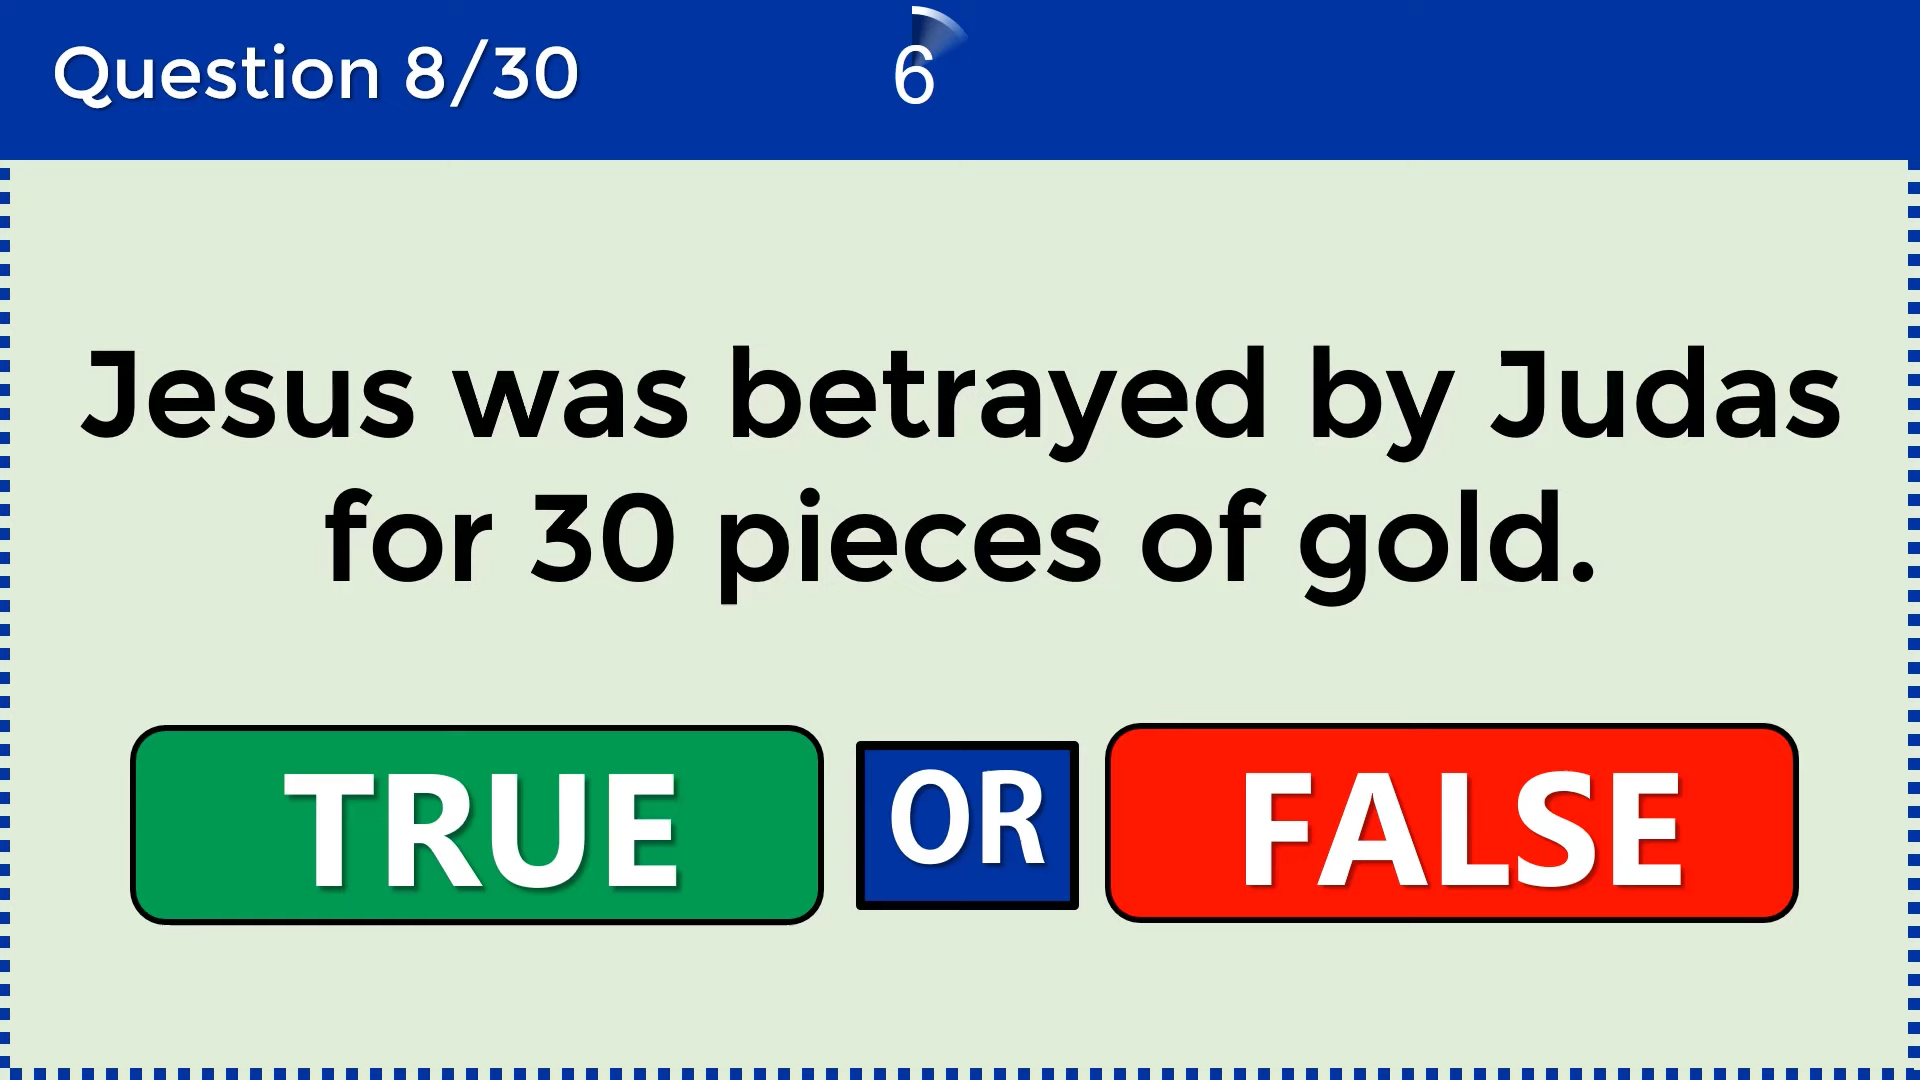 Question 8/30
6
Jesus was betrayed by Judas
for 30 pieces of gold.
TRUE OR FALSE